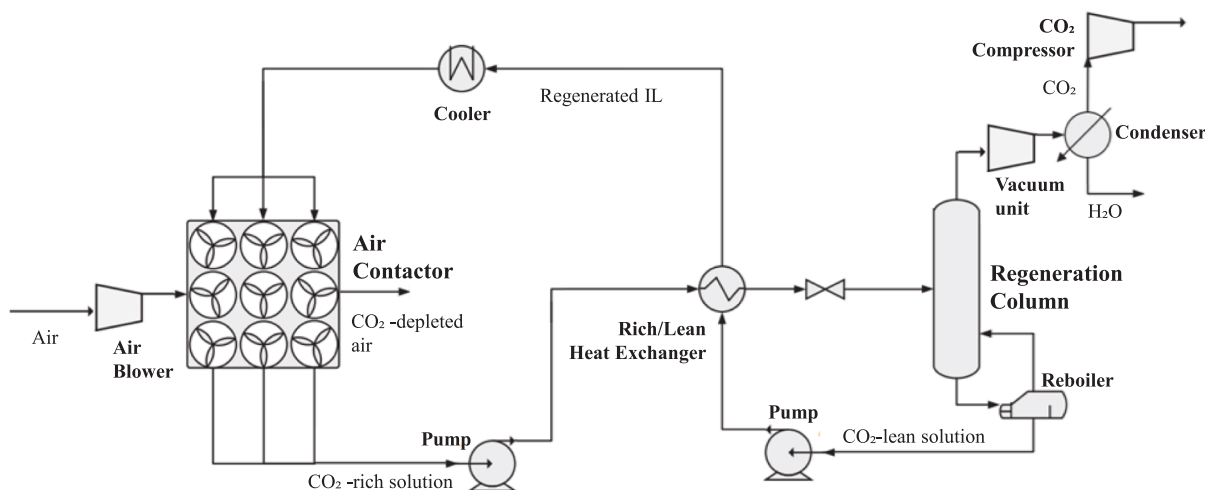 CO₂
Compressor
CO₂
Regenerated IL
Cooler
Condenser
Vacuum
unit
H₂O
Air
Contactor
Regeneration
Column
CO₂ -depleted
air
Air
Air
Blower
Rich/Lean
Heat Exchanger
Reboiler
Pump
Pump
CO₂-lean solution
CO₂ -rich solution